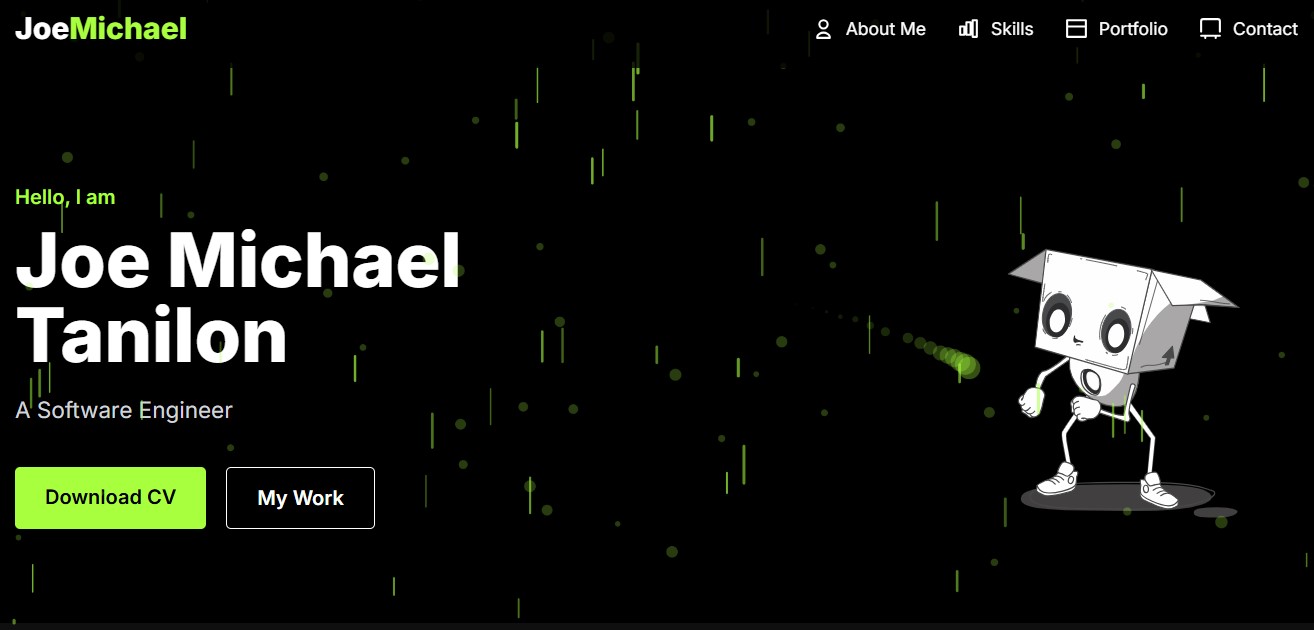 JoeMichael
About Me
Skills
Portfolio
Contact
Hello, I am
Joe Michael
Tanilon
A Software Engineer
Download CV
My Work